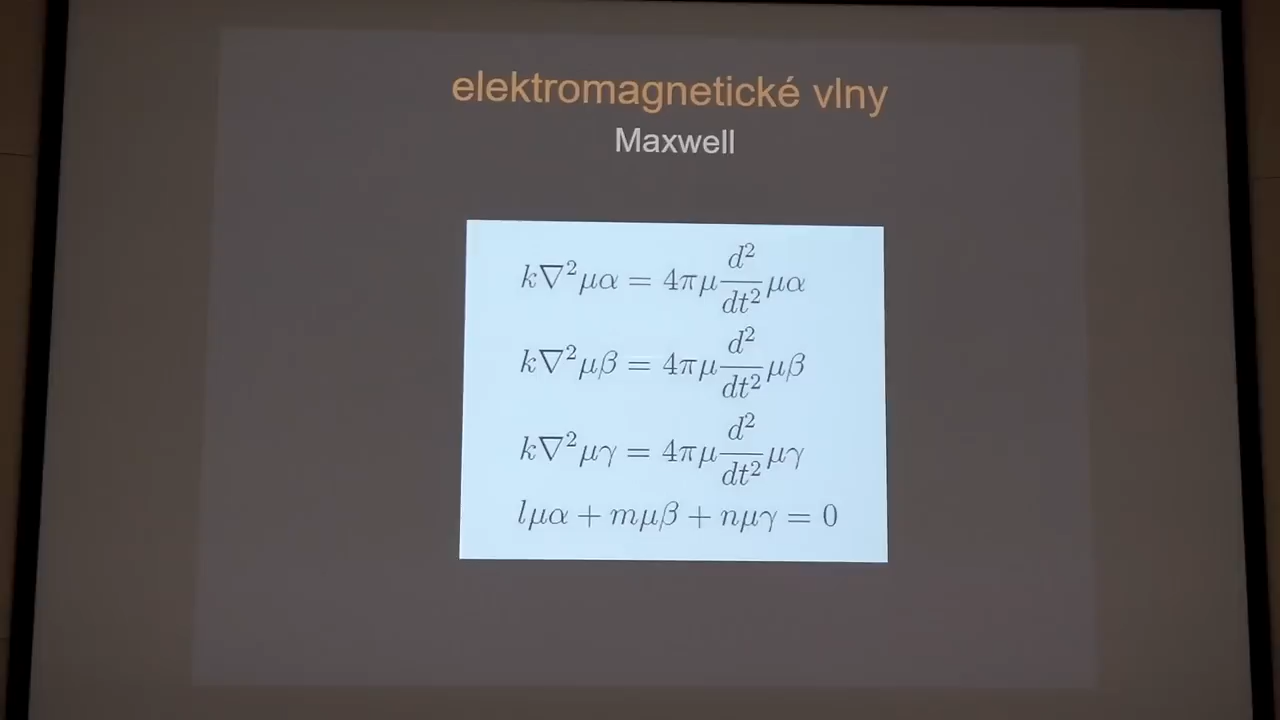 elektromagnetické vlny
Maxwell
k∇²μα = 4πμ d²/dt² μα
k∇²μβ = 4πμ d²/dt² μβ
k∇²μγ = 4πμ d²/dt² μγ
lμα + mμβ + nμγ = 0